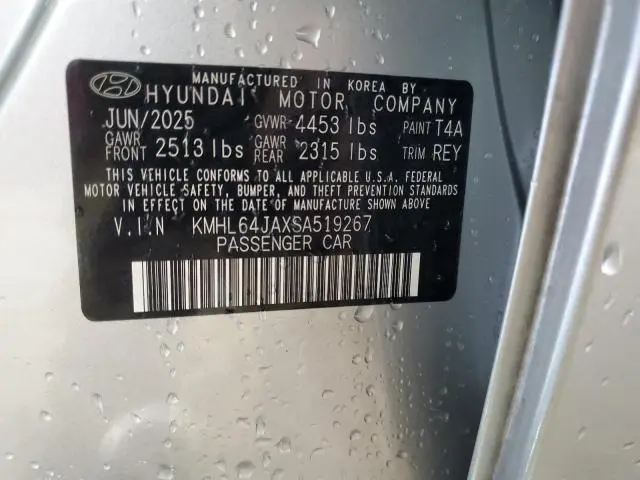 MANUFACTURED IN KOREA BY
HYUNDAI MOTOR COMPANY
JUN/2025 GVWR 4453 lbs PAINT T4A
GAWR FRONT 2513 lbs GAWR REAR 2315 lbs TRIM REY
THIS VEHICLE CONFORMS TO ALL APPLICABLE U.S.A. FEDERAL
MOTOR VEHICLE SAFETY, BUMPER, AND THEFT PREVENTION STANDARDS
IN EFFECT ON THE DATE OF MANUFACTURE SHOWN ABOVE
V.I.N KMHL64JAXSA519267
PASSENGER CAR